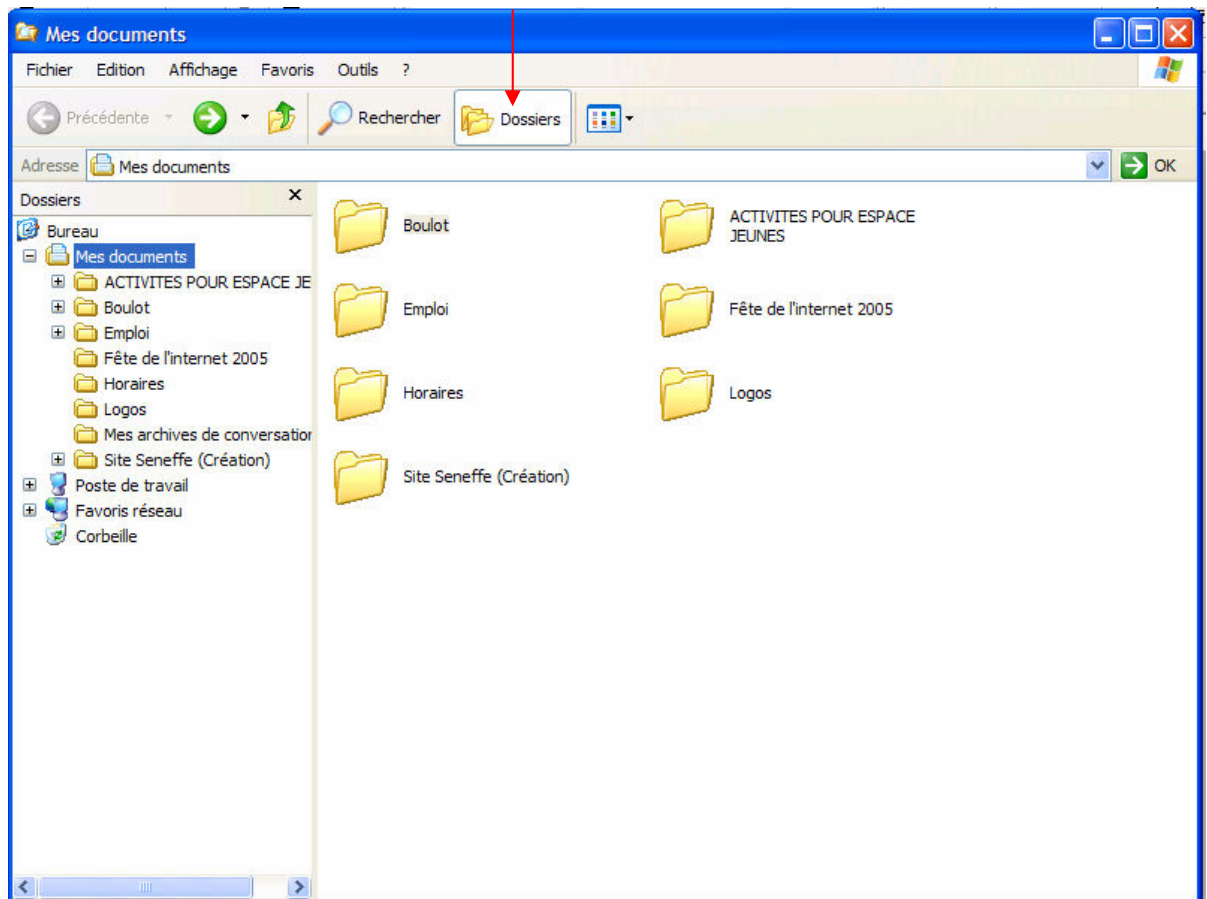 Mes documents
Fichier Edition Affichage Favoris Outils ?
Précédente Rechercher Dossiers
Adresse Mes documents OK
Dossiers
Bureau
Mes documents
ACTIVITES POUR ESPACE JE
Boulot
Emploi
Fête de l'internet 2005
Horaires
Logos
Mes archives de conversation
Site Seneffe (Création)
Poste de travail
Favoris réseau
Corbeille
Boulot
ACTIVITES POUR ESPACE
JEUNES
Emploi
Fête de l'internet 2005
Horaires
Logos
Site Seneffe (Création)